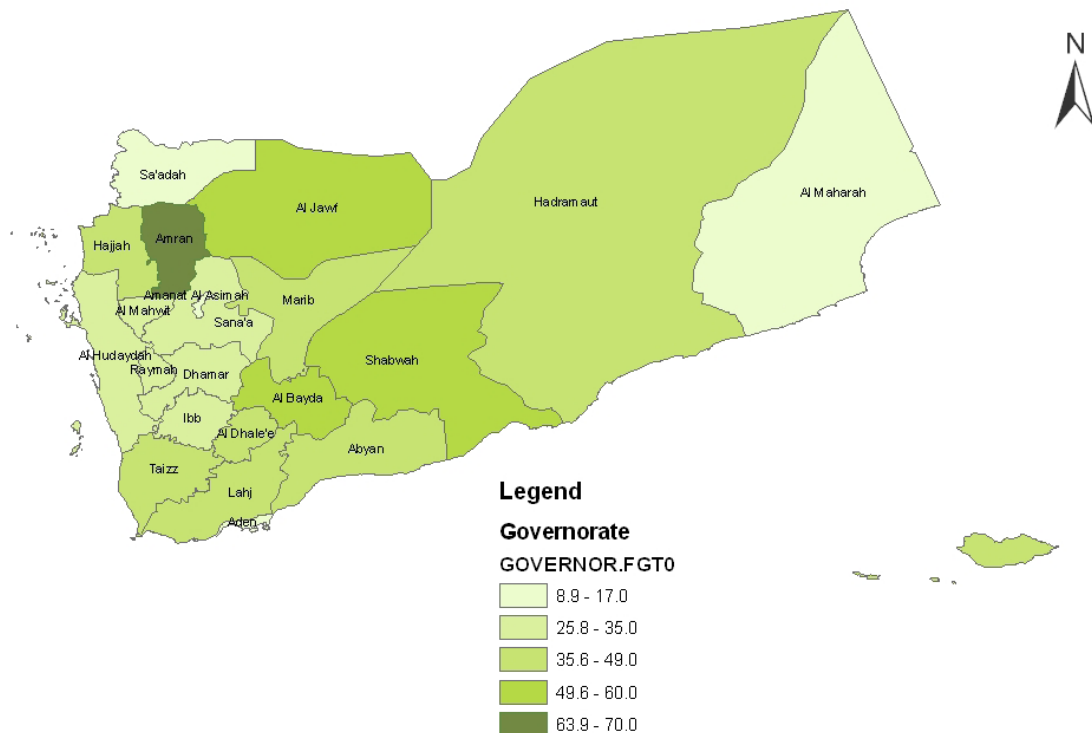 N
Sa'adah
Al Maharah
Hadramaut
Al Jawf
Amran
Hajjah
Amanat Al Asimah
Marib
Al Mahwit
Sana'a
Al Hudaydah
Shabwah
Raymah
Dhamar
Al Bayda
Ibb
Al Dhale'e
Abyan
Taizz
Lahj
Aden
Legend
Governorate
GOVERNOR.FGT0
8.9 - 17.0
25.8 - 35.0
35.6 - 49.0
49.6 - 60.0
63.9 - 70.0